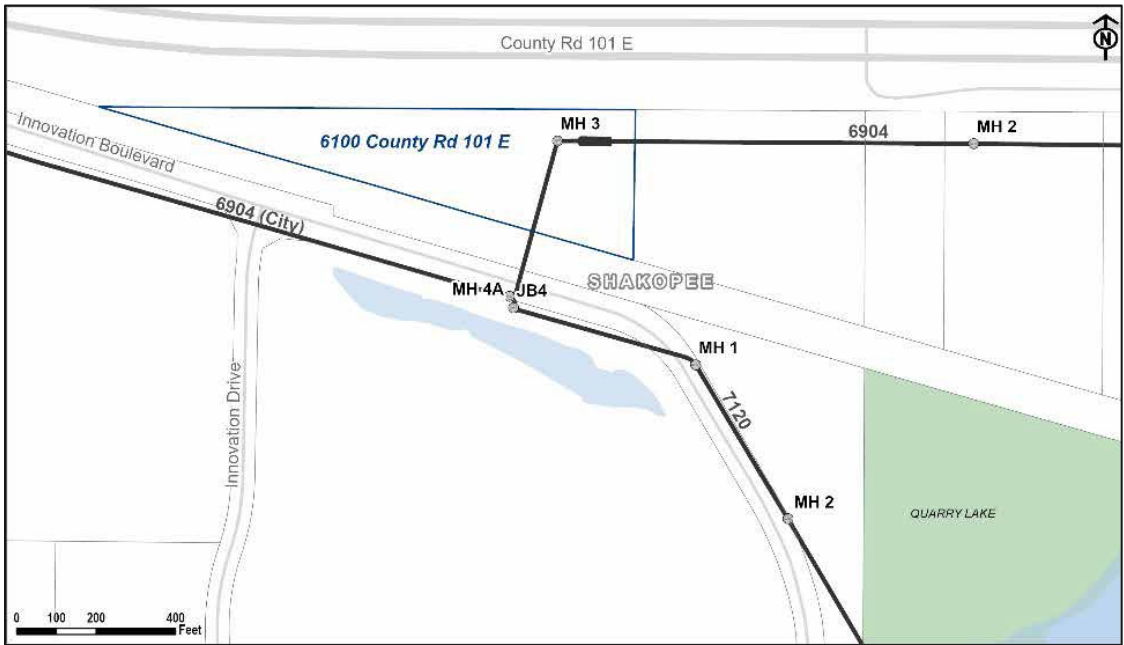 County Rd 101 E
N
MH 3
6904
MH 2
6100 County Rd 101 E
Innovation Boulevard
6904 (City)
SHAKOPEE
MH 4A
JB4
MH 1
7120
Innovation Drive
MH 2
QUARRY LAKE
0 100 200 400
Feet